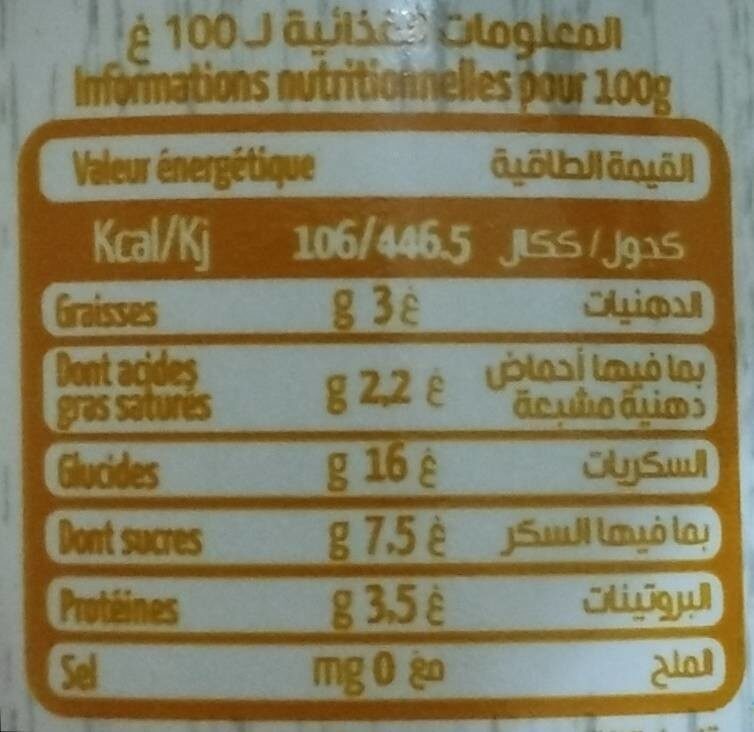 المعلومات الغذائية لـ 100 غ
Informations nutritionnelles pour 100g
Valeur énergétique القيمة الطاقية
Kcal/Kj 106/446.5 كدول/ككال
Graisses g 3 غ الدهنيات
Dont acides gras saturés g 2,2 غ بما فيها أحماض دهنية مشبعة
Glucides g 16 غ السكريات
Dont sucres g 7.5 غ بما فيها السكر
Protéines g 3.5 غ البروتينات
Sel mg 0 مغ الملح